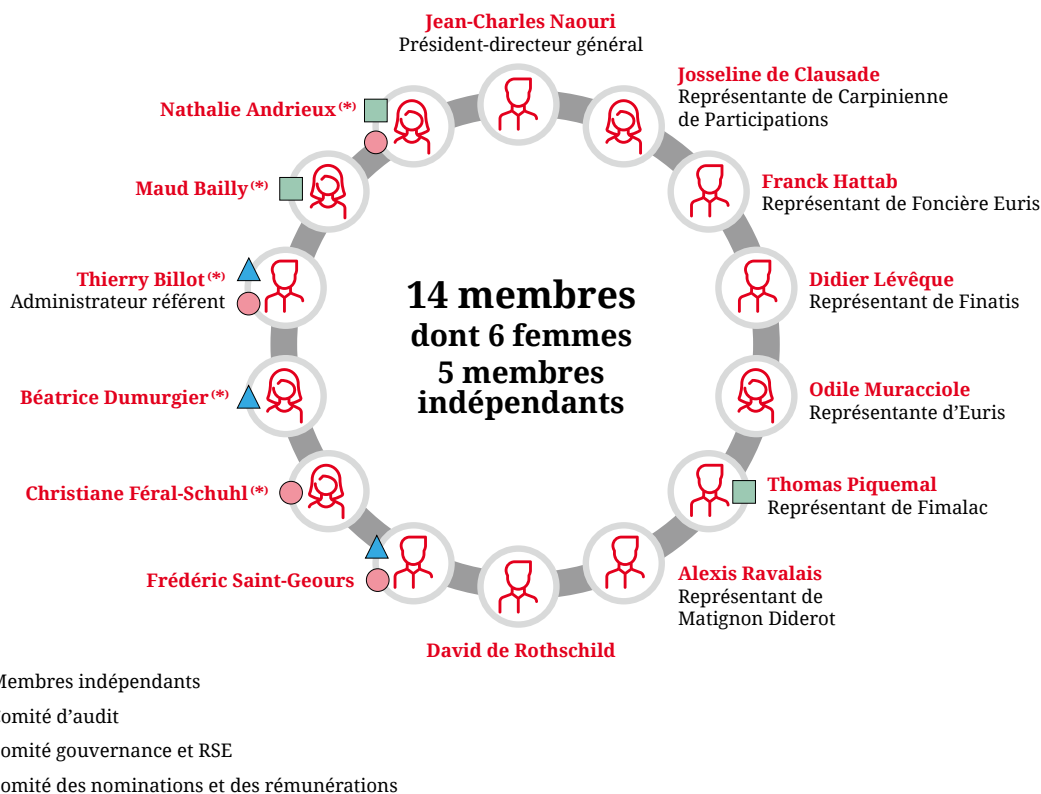 Jean-Charles Naouri
Président-directeur général
Josseline de Clausade
Représentante de Carpinienne
de Participations
Nathalie Andrieux(*)
Franck Hattab
Représentant de Foncière Euris
Maud Bailly(*)
Didier Lévêque
Représentant de Finatis
Thierry Billot(*)
Administrateur référent
14 membres
dont 6 femmes
5 membres
indépendants
Odile Muracciole
Représentante d’Euris
Béatrice Dumurgier(*)
Thomas Piquemal
Représentant de Fimalac
Christiane Féral-Schuhl(*)
Alexis Ravalais
Représentant de
Matignon Diderot
Frédéric Saint-Geours
David de Rothschild
Membres indépendants
omité d’audit
omité gouvernance et RSE
omité des nominations et des rémunérations